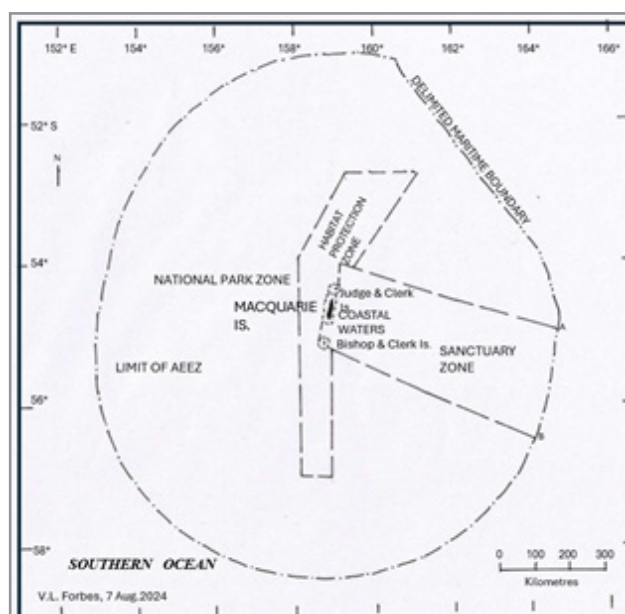 152° E 154° 156° 158° 160° 162° 164° 166°
52° S
N
DELIMITED MARITIME BOUNDARY
HABITAT
PROTECTION
ZONE
54°
NATIONAL PARK ZONE
Judge & Clerk
Is.
MACQUARIE
IS.
COASTAL
WATERS
Bishop & Clerk Is.
A
SANCTUARY
ZONE
LIMIT OF AEEZ
56°
B
58°
SOUTHERN OCEAN
0 100 200 300
Kilometres
V.L. Forbes, 7 Aug.2024